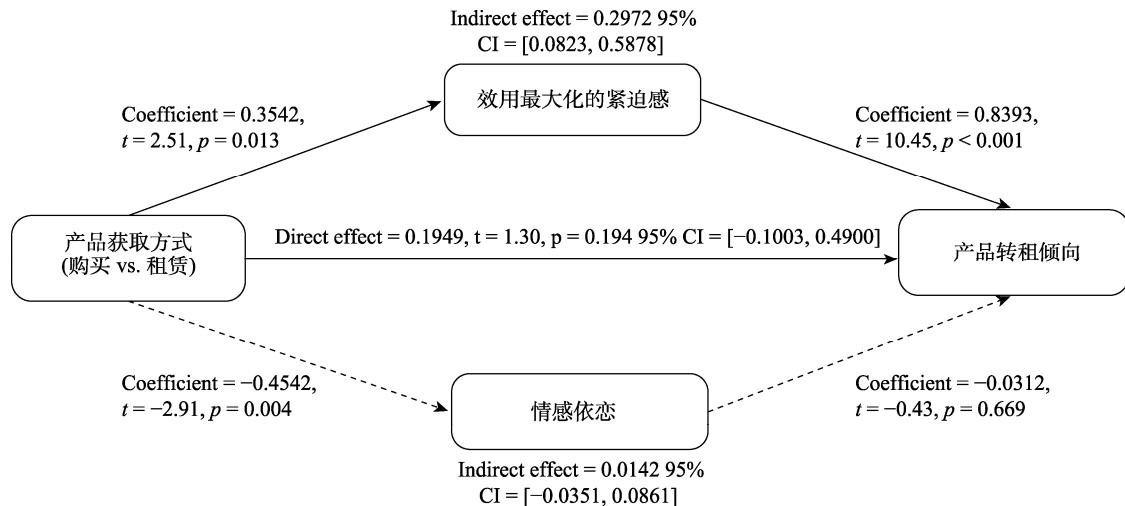 Indirect effect = 0.2972 95%
CI = [0.0823, 0.5878]
效用最大化的紧迫感
Coefficient = 0.3542,
t = 2.51, p = 0.013
Coefficient = 0.8393,
t = 10.45, p < 0.001
产品获取方式
(购买 vs. 租赁)
Direct effect = 0.1949, t = 1.30, p = 0.194 95% CI = [−0.1003, 0.4900]
产品转租倾向
Coefficient = −0.4542,
t = −2.91, p = 0.004
情感依恋
Coefficient = −0.0312,
t = −0.43, p = 0.669
Indirect effect = 0.0142 95%
CI = [−0.0351, 0.0861]